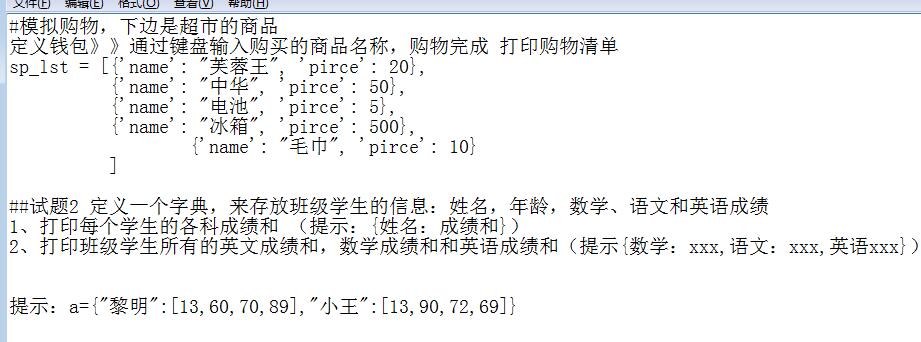 文件(F)  编辑(E)  格式(O)  查看(V)  帮助(H)
#模拟购物，下边是超市的商品
定义钱包》》通过键盘输入购买的商品名称，购物完成 打印购物清单
sp_lst = [{'name': "芙蓉王", 'pirce': 20},
{'name': "中华", 'pirce': 50},
{'name': "电池", 'pirce': 5},
{'name': "冰箱", 'pirce': 500},
{'name': "毛巾", 'pirce': 10}
]
##试题2 定义一个字典，来存放班级学生的信息：姓名，年龄，数学、语文和英语成绩
1、打印每个学生的各科成绩和 （提示：{姓名：成绩和}）
2、打印班级学生所有的英文成绩和，数学成绩和和英语成绩和（提示{数学：xxx,语文：xxx,英语xxx}）
提示：a={"黎明":[13,60,70,89],"小王":[13,90,72,69]}